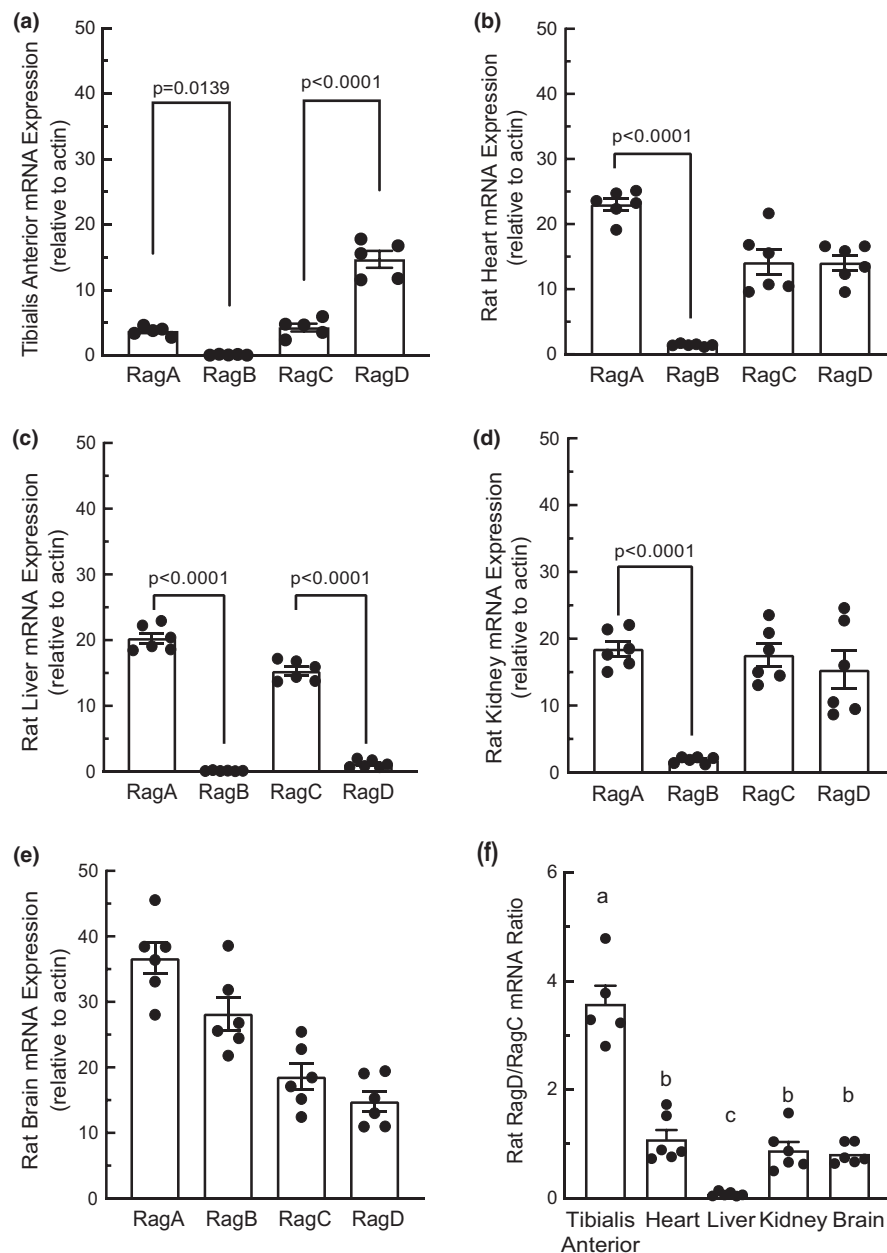 (a)
Tibialis Anterior mRNA Expression
(relative to actin)
50
40
30
20
10
0
p=0.0139
p<0.0001
RagA RagB RagC RagD
(b)
Rat Heart mRNA Expression
(relative to actin)
50
40
30
20
10
0
p<0.0001
RagA RagB RagC RagD
(c)
Rat Liver mRNA Expression
(relative to actin)
50
40
30
20
10
0
p<0.0001
p<0.0001
RagA RagB RagC RagD
(d)
Rat Kidney mRNA Expression
(relative to actin)
50
40
30
20
10
0
p<0.0001
RagA RagB RagC RagD
(e)
Rat Brain mRNA Expression
(relative to actin)
50
40
30
20
10
0
RagA RagB RagC RagD
(f)
Rat RagD/RagC mRNA Ratio
6
4
2
0
a
b
c
b
b
Tibialis Heart Liver Kidney Brain
Anterior